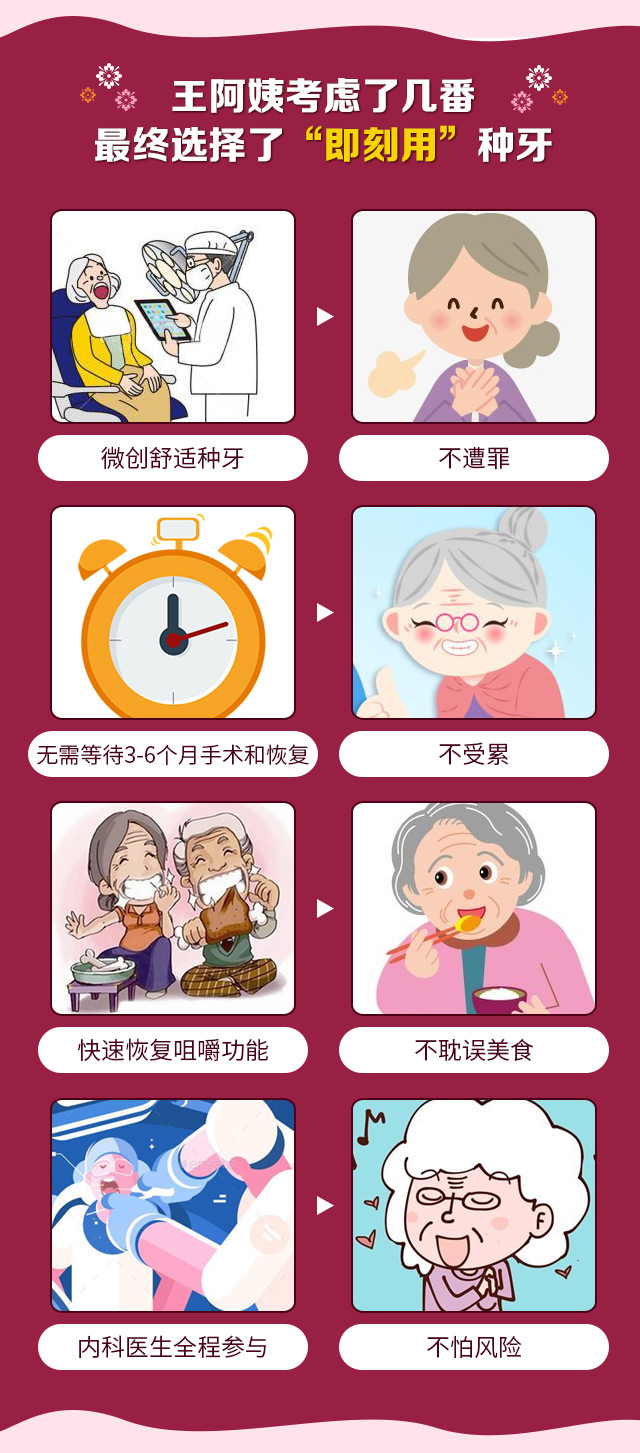 王阿姨考虑了几番
最终选择了“即刻用”种牙
微创舒适种牙
不遭罪
无需等待3-6个月手术和恢复
不受累
快速恢复咀嚼功能
不耽误美食
内科医生全程参与
不怕风险